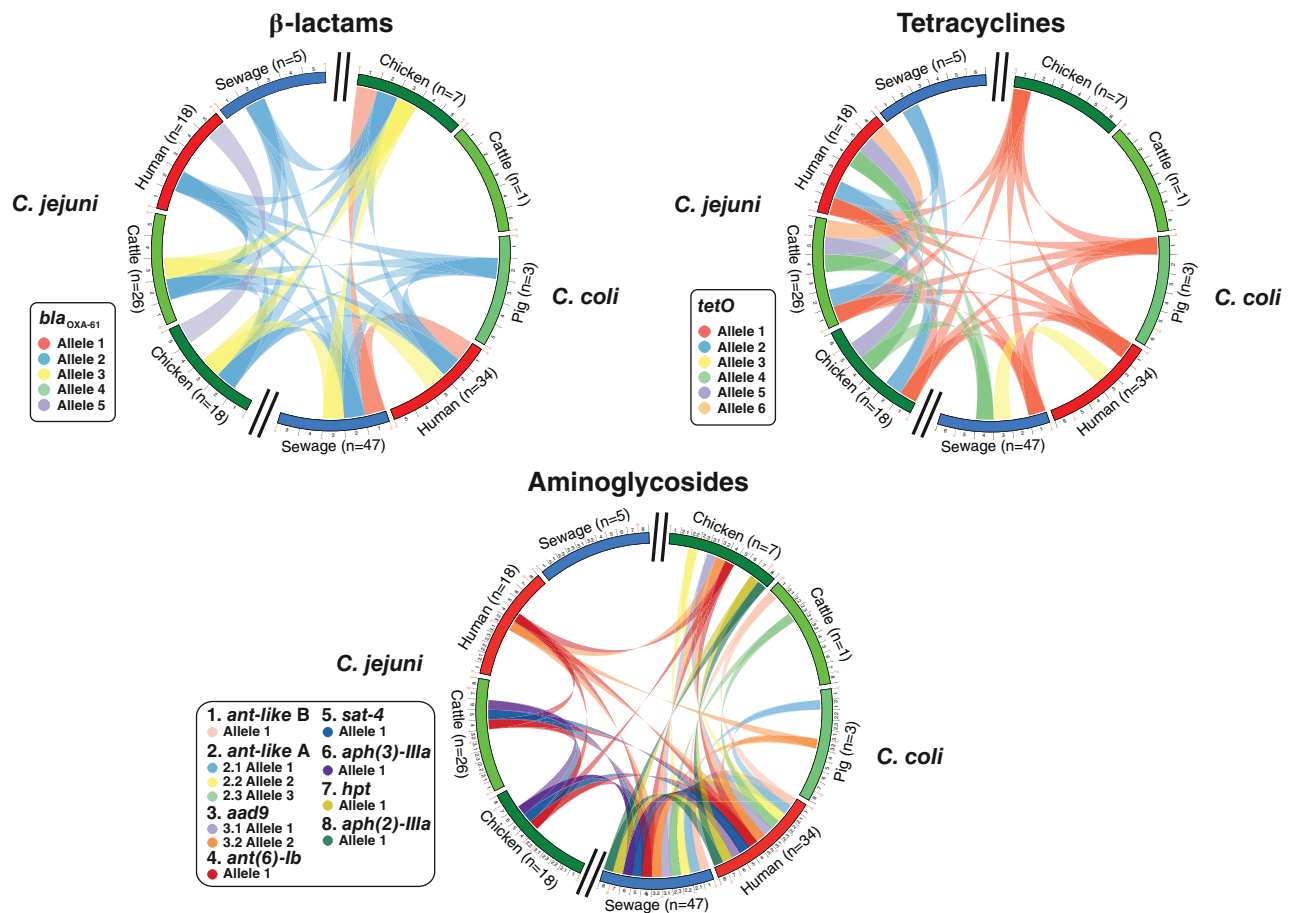 β-lactams
Sewage (n=5)
Chicken (n=7)
Human (n=18)
Cattle (n=1)
C. jejuni
Cattle (n=26)
Pig (n=3)
C. coli
Chicken (n=18)
Human (n=34)
Sewage (n=47)
bla OXA-61
Allele 1
Allele 2
Allele 3
Allele 4
Allele 5
Tetracyclines
Sewage (n=5)
Chicken (n=7)
Human (n=18)
Cattle (n=1)
C. jejuni
Cattle (n=26)
Pig (n=3)
C. coli
Chicken (n=18)
Human (n=34)
Sewage (n=47)
tetO
Allele 1
Allele 2
Allele 3
Allele 4
Allele 5
Allele 6
Aminoglycosides
Sewage (n=5)
Chicken (n=7)
Human (n=18)
Cattle (n=1)
C. jejuni
Cattle (n=26)
Pig (n=3)
C. coli
Chicken (n=18)
Human (n=34)
Sewage (n=47)
1. ant-like B
Allele 1
2. ant-like A
2.1 Allele 1
2.2 Allele 2
2.3 Allele 3
3. aad9
3.1 Allele 1
3.2 Allele 2
4. ant(6)-Ib
Allele 1
5. sat-4
Allele 1
6. aph(3)-IIIa
Allele 1
7. hpt
Allele 1
8. aph(2)-IIIa
Allele 1